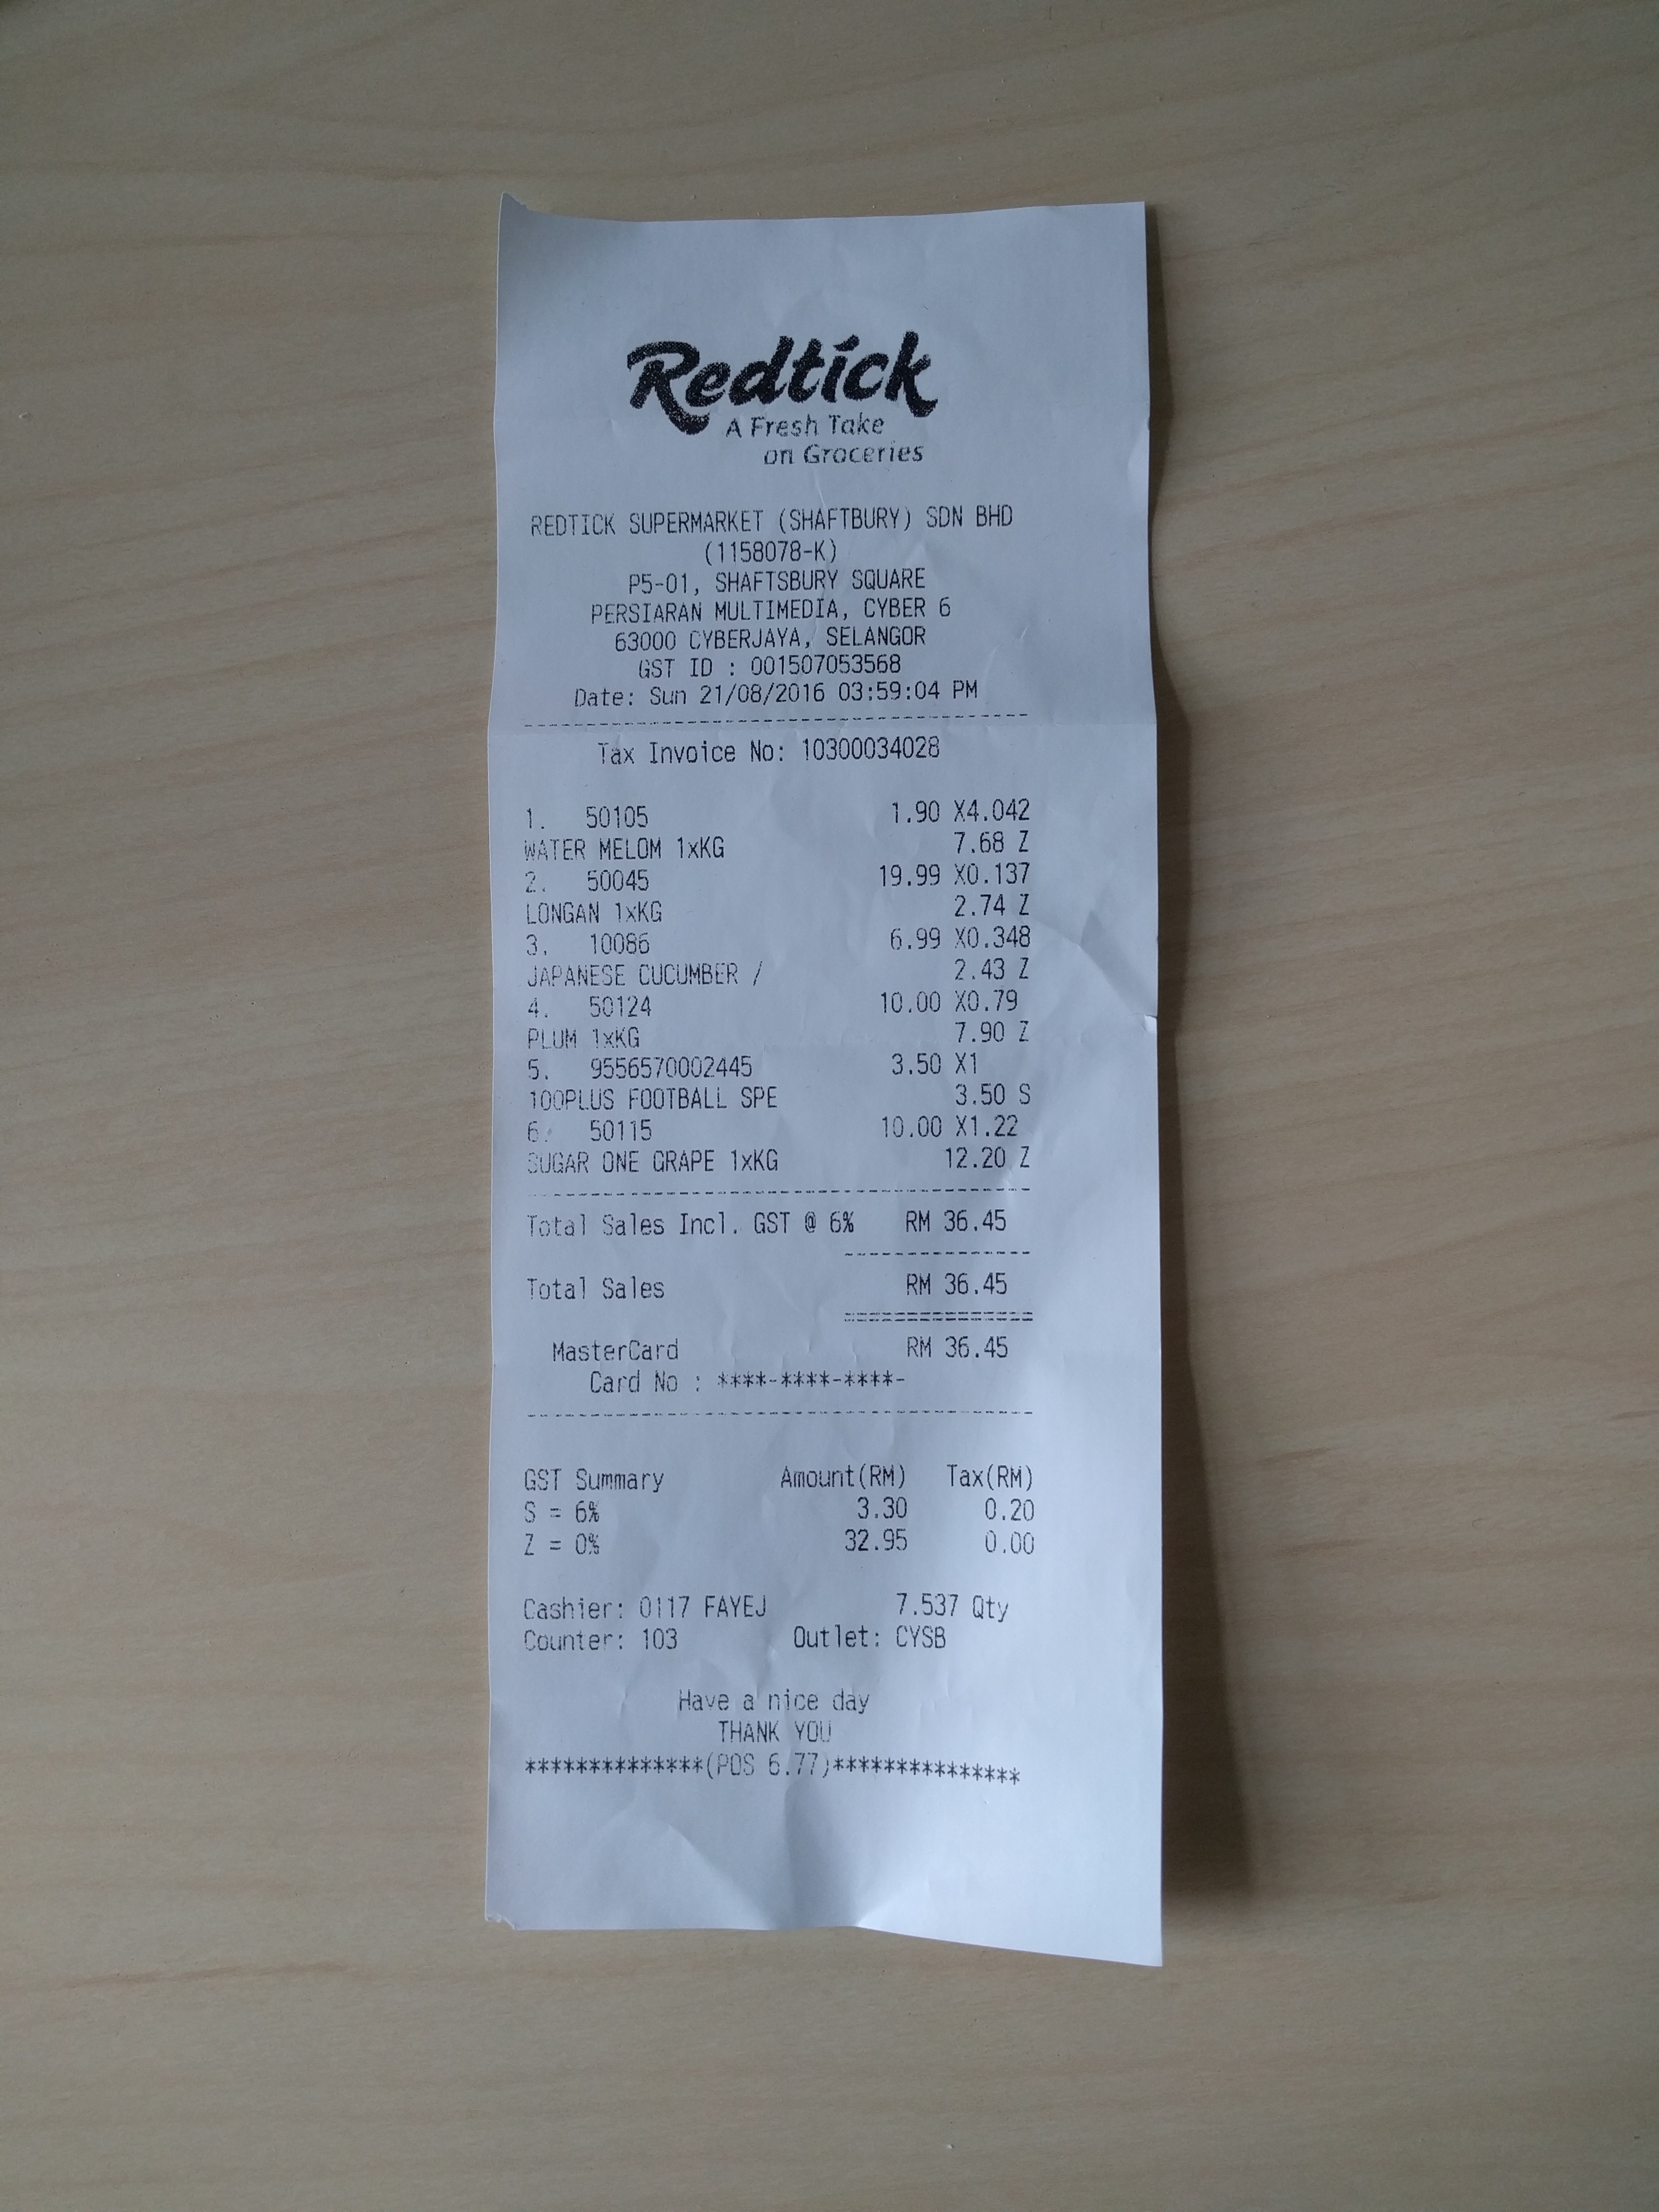 Redtick
A Fresh Take
on Groceries
REDTICK SUPERMARKET (SHAFTBURY) SDN BHD
(1158078-K)
P5-01, SHAFTSBURY SQUARE
PERSIARAN MULTIMEDIA, CYBER 6
63000 CYBERJAYA, SELANGOR
GST ID : 001507053568
Date: Sun 21/08/2016 03:59:04 PM
Tax Invoice No: 10300034028
1. 50105 1.90 X4.042
WATER MELOM 1xKG 7.68 Z
2. 50045 19.99 X0.137
LONGAN 1xKG 2.74 Z
3. 10086 6.99 X0.348
JAPANESE CUCUMBER / 2.43 Z
4. 50124 10.00 X0.79
PLUM 1xKG 7.90 Z
5. 9556570002445 3.50 X1
100PLUS FOOTBALL SPE 3.50 S
6. 50115 10.00 X1.22
SUGAR ONE GRAPE 1xKG 12.20 Z
Total Sales Incl. GST @ 6% RM 36.45
Total Sales RM 36.45
MasterCard RM 36.45
Card No : ****-****-****-
GST Summary Amount(RM) Tax(RM)
S = 6% 3.30 0.20
Z = 0% 32.95 0.00
Cashier: 0117 FAYEJ 7.537 Qty
Counter: 103 Outlet: CYSB
Have a nice day
THANK YOU
**************(POS 6.77)***************